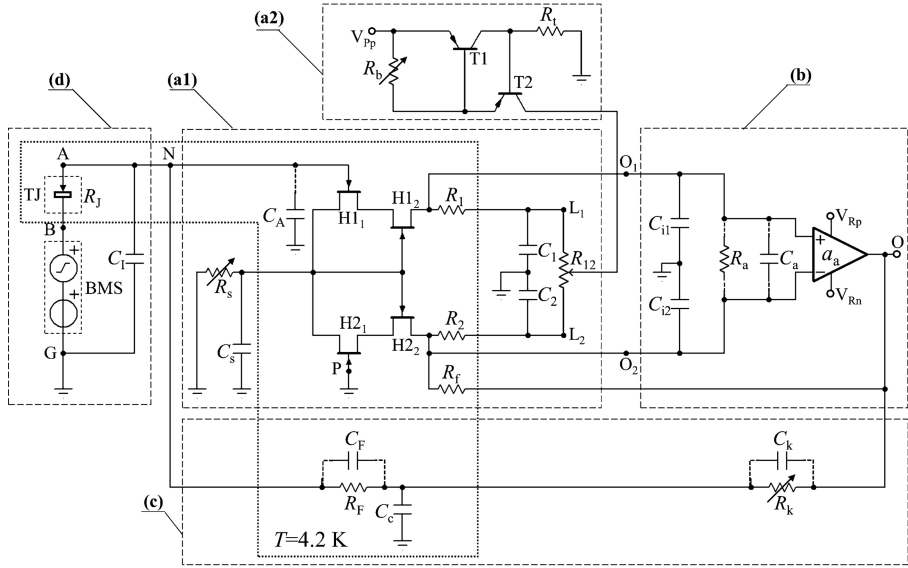 (a2)
V_Pp
R_t
T1
R_b
T2
(d)
(a1)
(b)
A
N
O_1
TJ
R_J
C_A
H1_1
H1_2
R_1
L_1
C_i1
V_Rp
B
O
+
C_I
C_1
R_12
R_a
C_a
+
a_a
−
BMS
R_s
C_2
C_i2
V_Rn
+
H2_1
H2_2
R_2
L_2
G
C_s
P
O_2
R_f
C_F
C_k
R_F
C_c
R_k
(c)
T=4.2 K